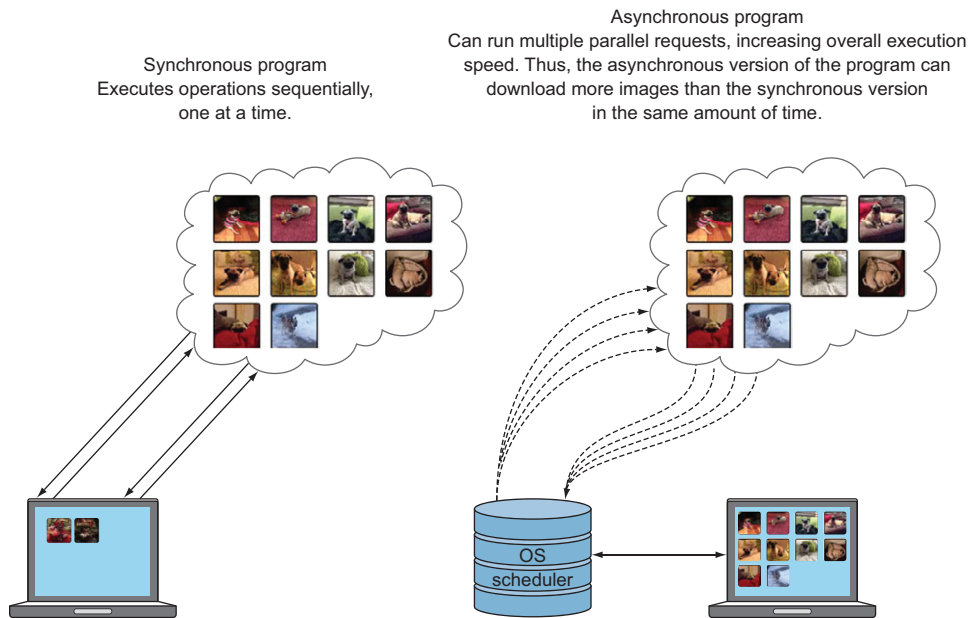 Synchronous program
Executes operations sequentially,
one at a time.
Asynchronous program
Can run multiple parallel requests, increasing overall execution
speed. Thus, the asynchronous version of the program can
download more images than the synchronous version
in the same amount of time.
OS
scheduler